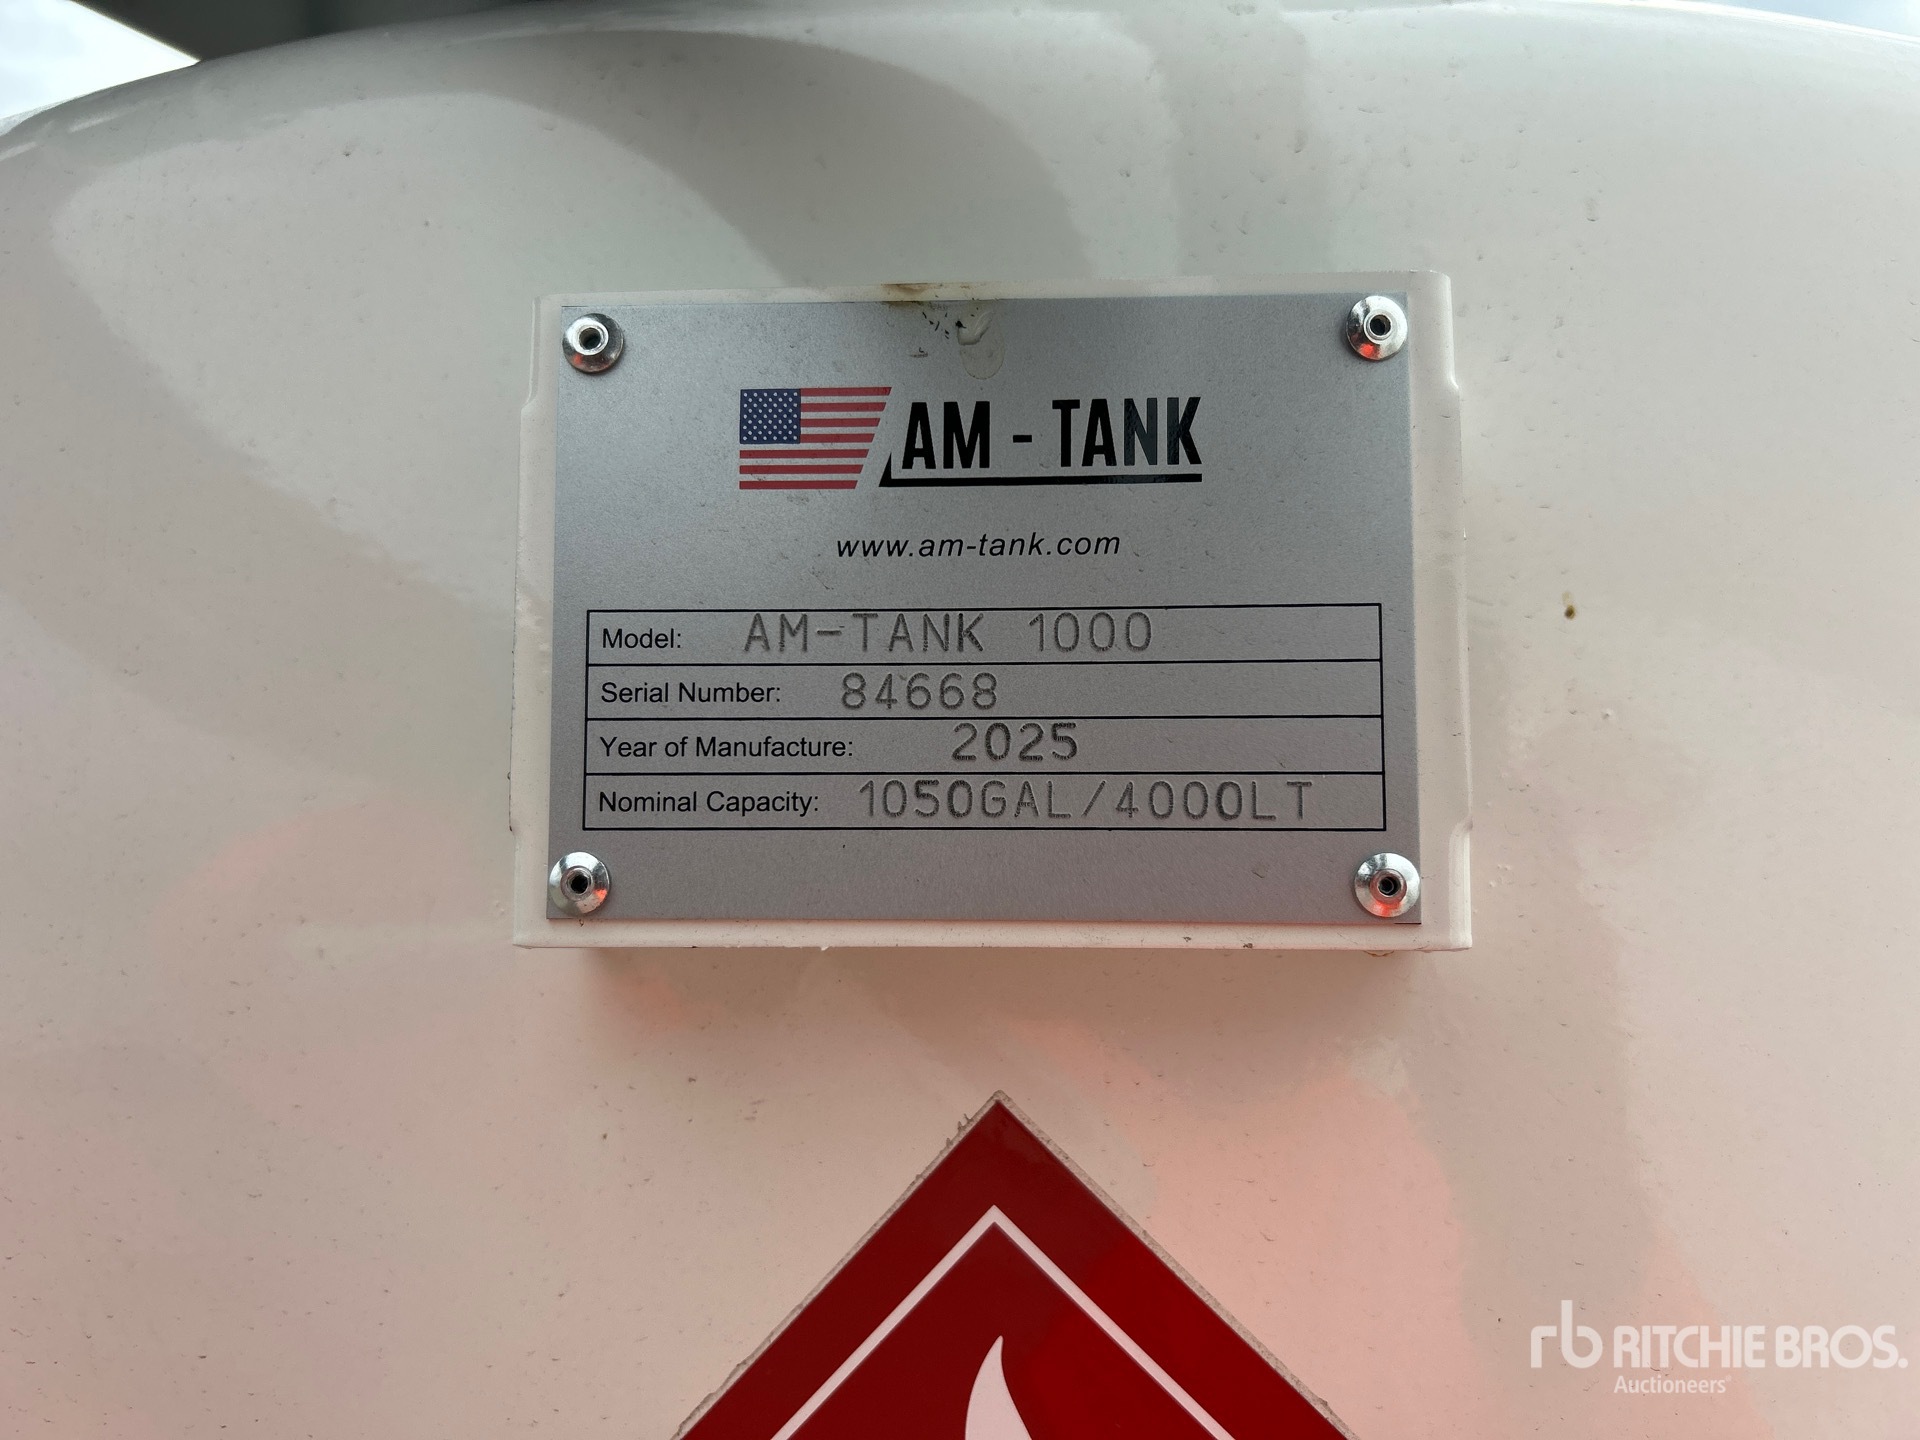 AM - TANK
www.am-tank.com
Model: AM-TANK 1000
Serial Number: 84668
Year of Manufacture: 2025
Nominal Capacity: 1050GAL/4000LT
rb RITCHIE BROS.
Auctioneers